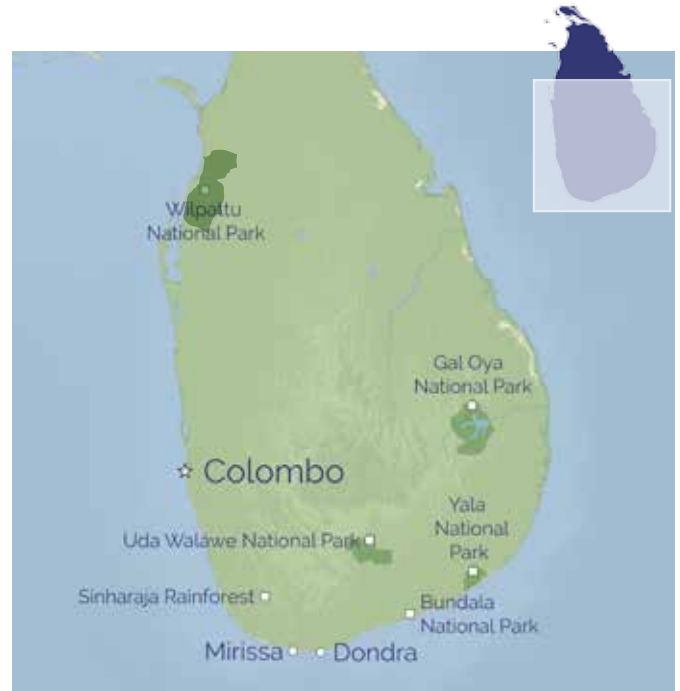 Wilpattu
National Park
Gal Oya
National Park
Colombo
Yala
National
Park
Uda Walawe National Park
Sinharaja Rainforest
Bundala
National Park
Mirissa
Dondra